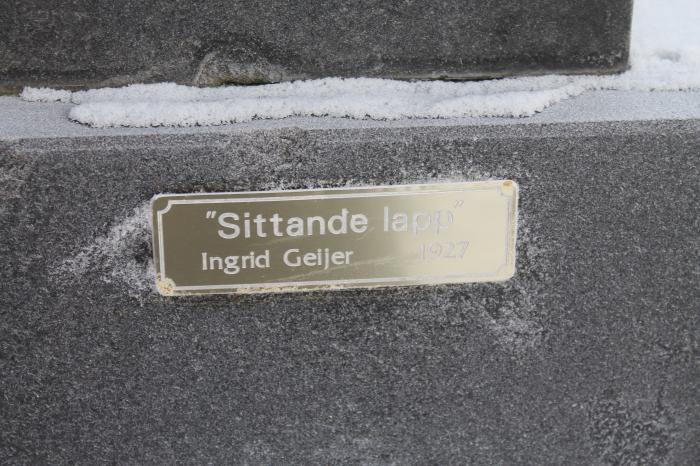 "Sittande lapp"
Ingrid Geijer 1927